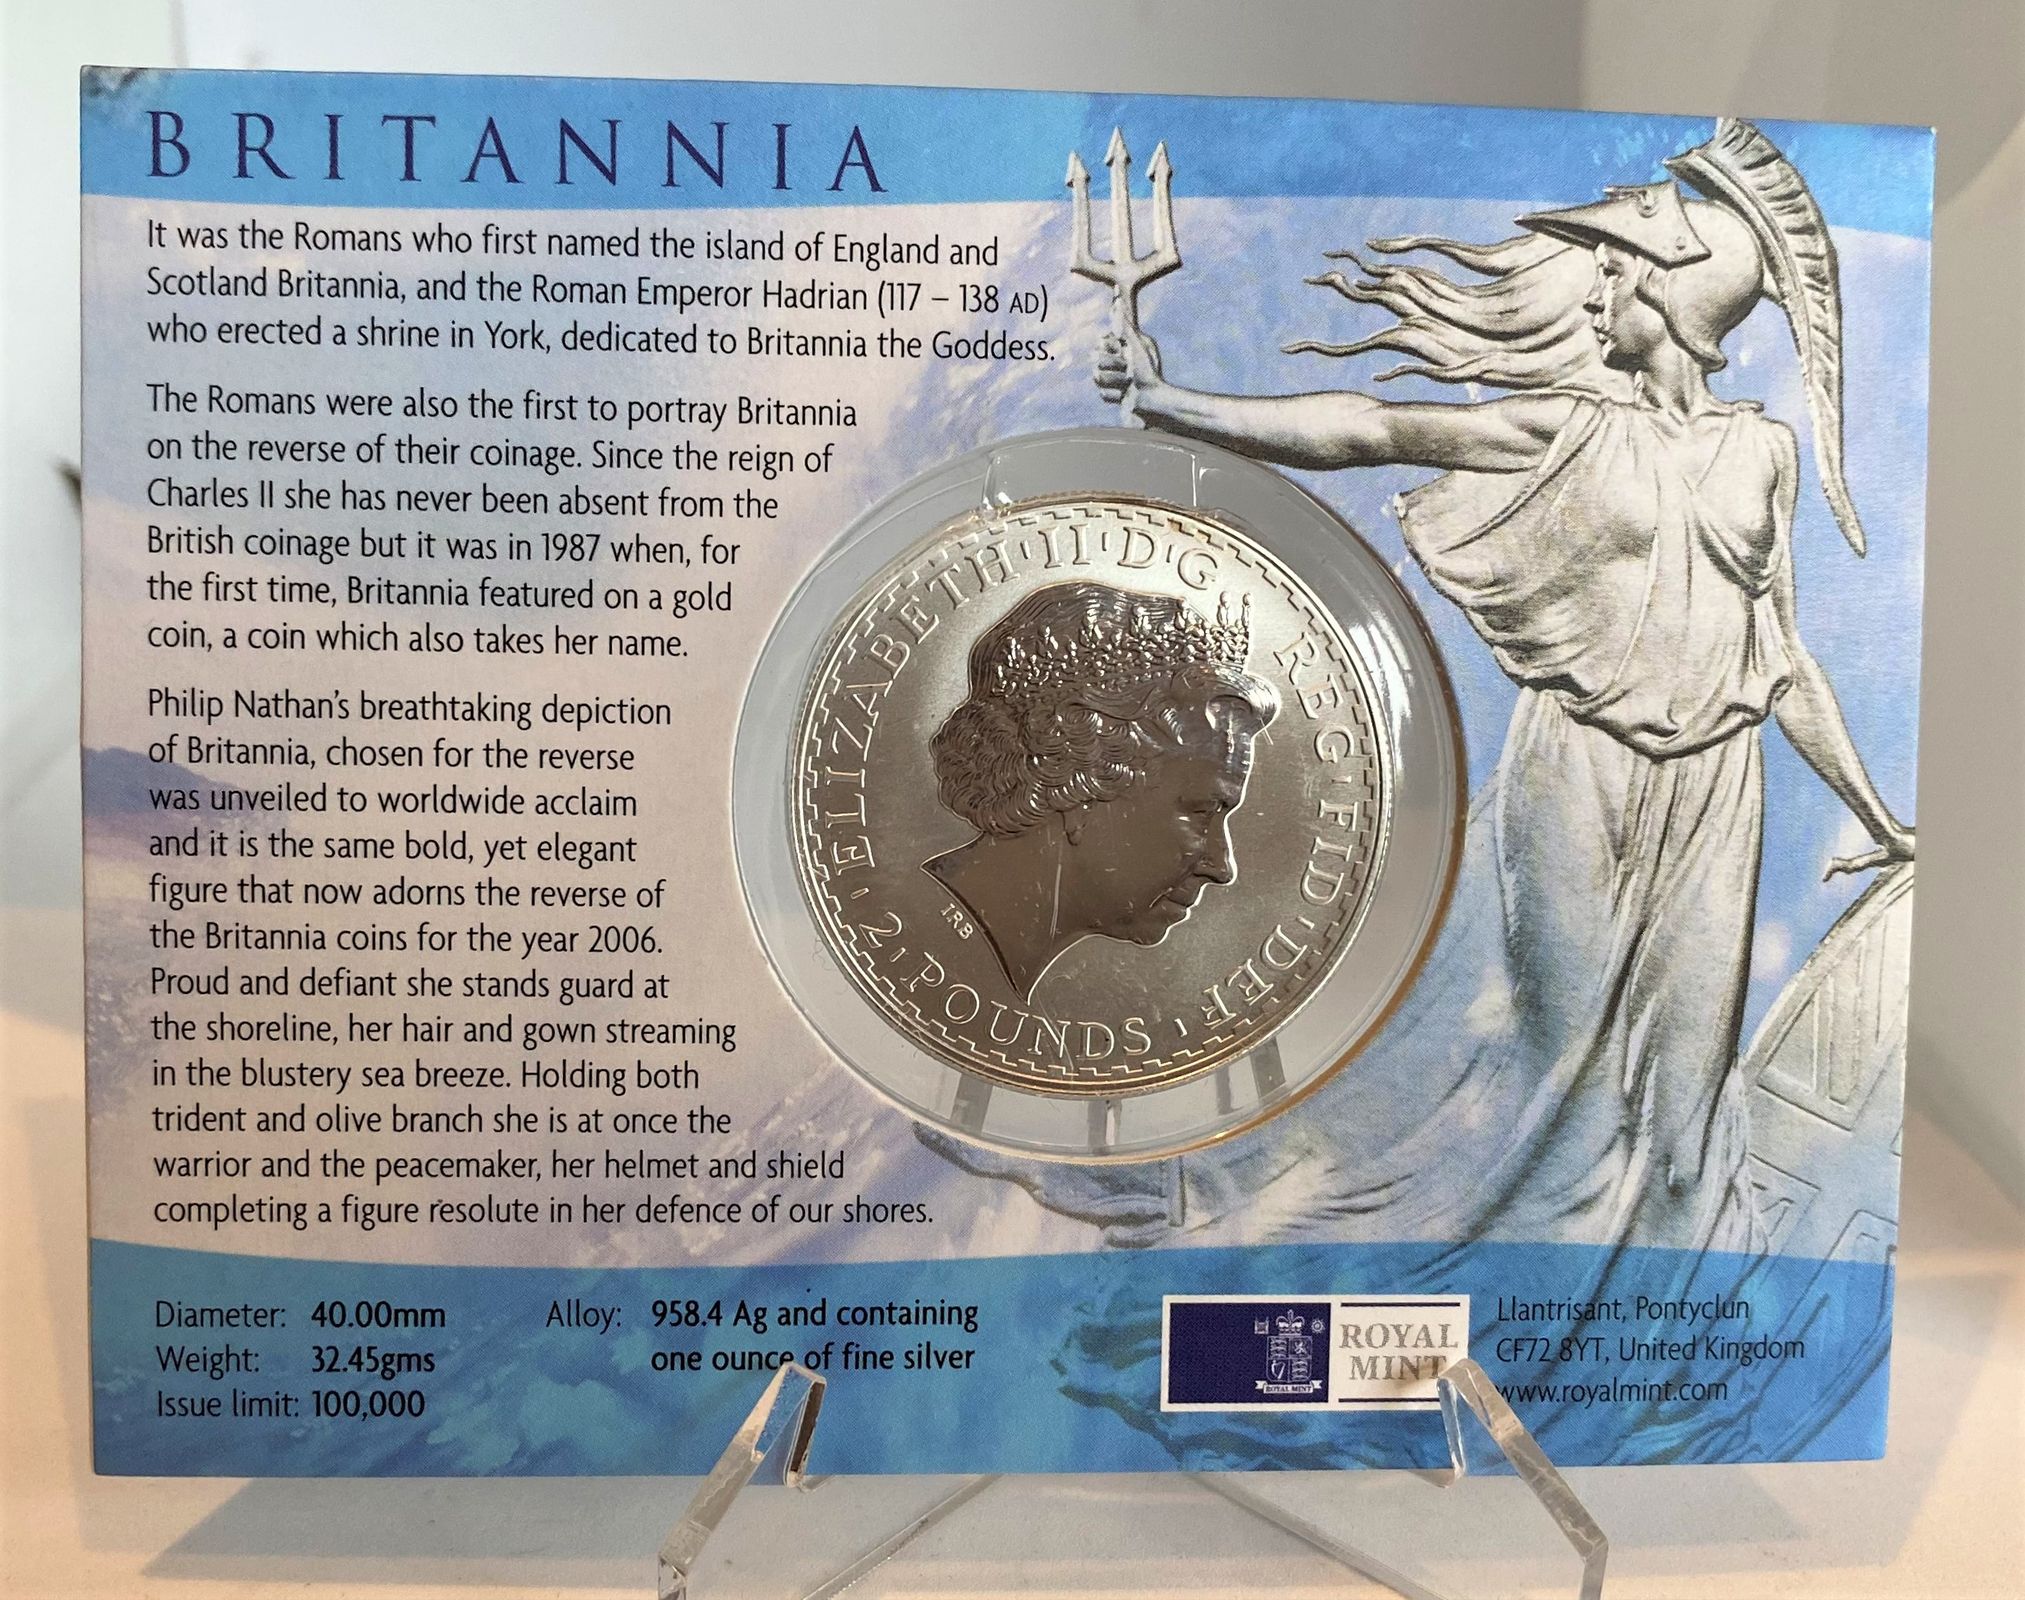 BRITANNIA
It was the Romans who first named the island of England and
Scotland Britannia, and the Roman Emperor Hadrian (117 – 138 AD)
who erected a shrine in York, dedicated to Britannia the Goddess.
The Romans were also the first to portray Britannia
on the reverse of their coinage. Since the reign of
Charles II she has never been absent from the
British coinage but it was in 1987 when, for
the first time, Britannia featured on a gold
coin, a coin which also takes her name.
Philip Nathan's breathtaking depiction
of Britannia, chosen for the reverse
was unveiled to worldwide acclaim
and it is the same bold, yet elegant
figure that now adorns the reverse of
the Britannia coins for the year 2006.
Proud and defiant she stands guard at
the shoreline, her hair and gown streaming
in the blustery sea breeze. Holding both
trident and olive branch she is at once the
warrior and the peacemaker, her helmet and shield
completing a figure resolute in her defence of our shores.
ELIZABETH · II · D · G REG · FID · DEF · 2 · POUNDS
IRB
Diameter: 40.00mm
Weight: 32.45gms
Issue limit: 100,000
Alloy: 958.4 Ag and containing
one ounce of fine silver
ROYAL MINT
ROYAL
MINT
Llantrisant, Pontyclun
CF72 8YT, United Kingdom
www.royalmint.com